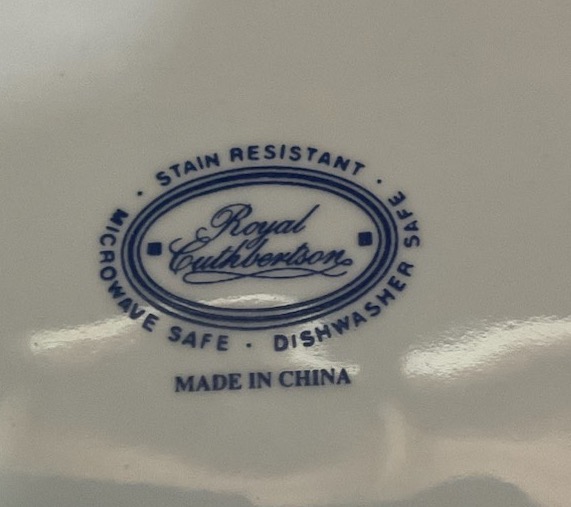 · STAIN RESISTANT ·
Royal
Cuthbertson
MICROWAVE SAFE · DISHWASHER SAFE
MADE IN CHINA